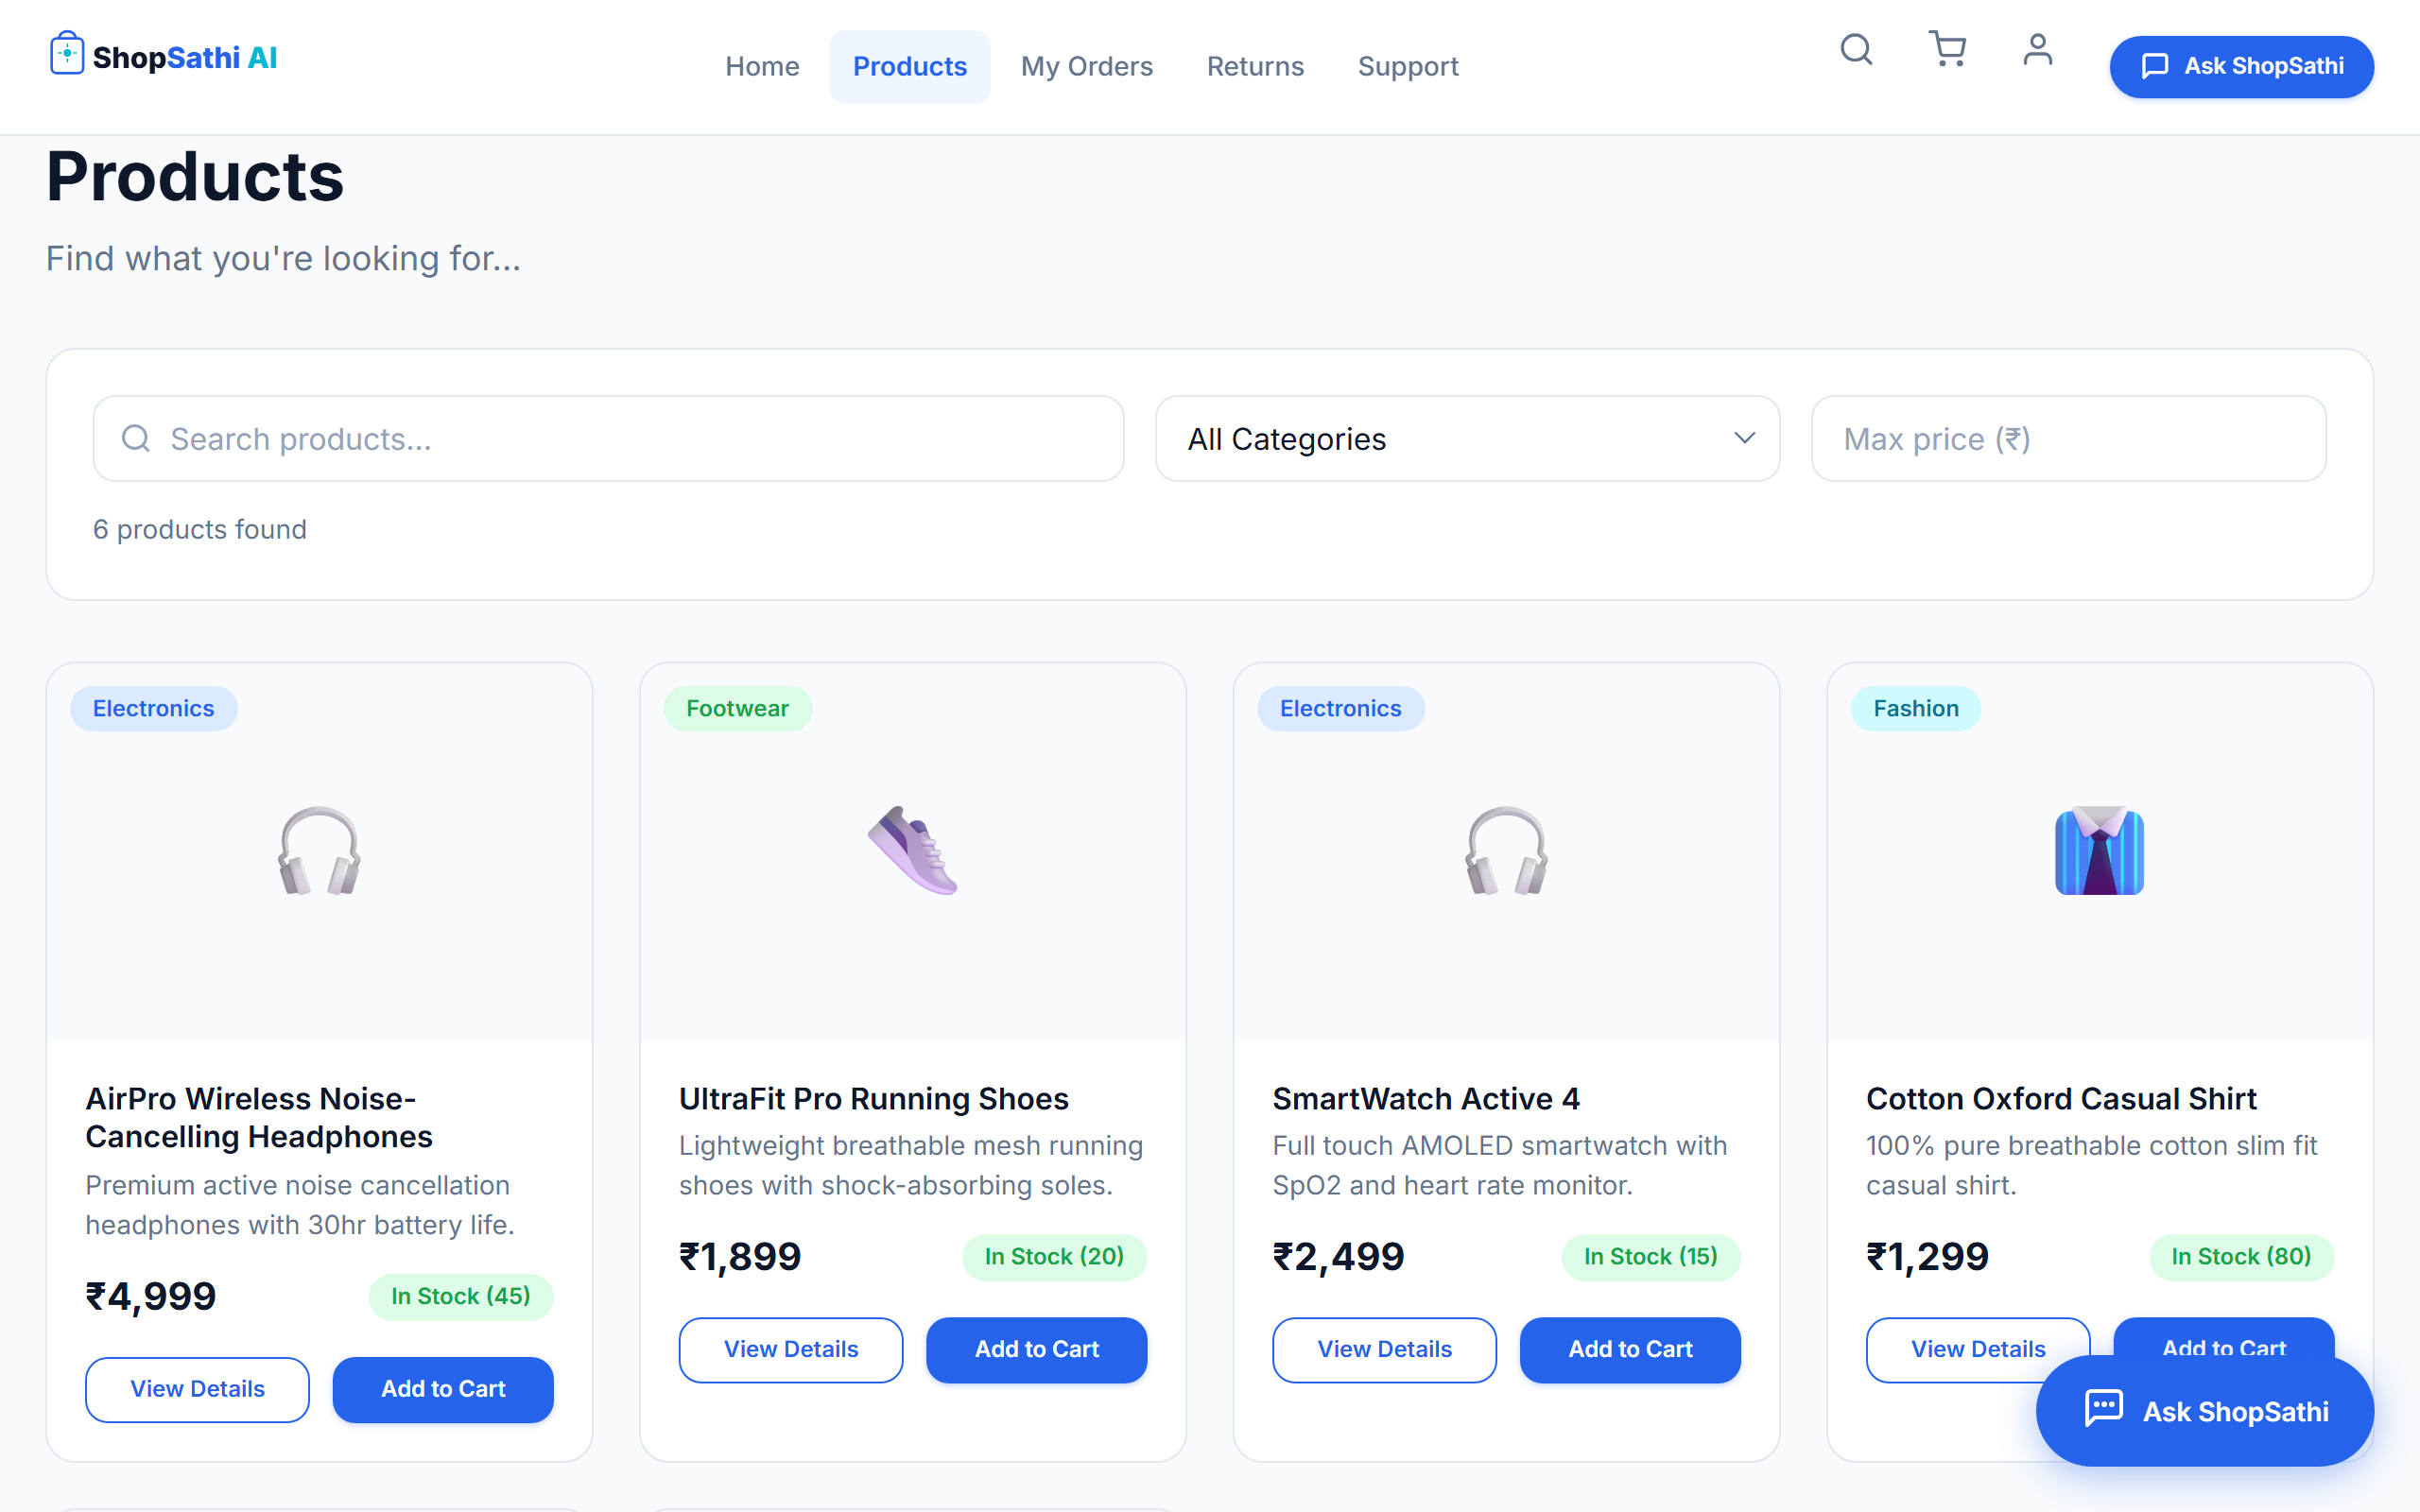 ShopSathi AI
Home
Products
My Orders
Returns
Support
Ask ShopSathi
Products
Find what you're looking for...
Search products...
All Categories
Max price (₹)
6 products found
Electronics
AirPro Wireless Noise-
Cancelling Headphones
Premium active noise cancellation
headphones with 30hr battery life.
₹4,999
In Stock (45)
View Details
Add to Cart
Footwear
UltraFit Pro Running Shoes
Lightweight breathable mesh running
shoes with shock-absorbing soles.
₹1,899
In Stock (20)
View Details
Add to Cart
Electronics
SmartWatch Active 4
Full touch AMOLED smartwatch with
SpO2 and heart rate monitor.
₹2,499
In Stock (15)
View Details
Add to Cart
Fashion
Cotton Oxford Casual Shirt
100% pure breathable cotton slim fit
casual shirt.
₹1,299
In Stock (80)
View Details
Add to Cart
Ask ShopSathi